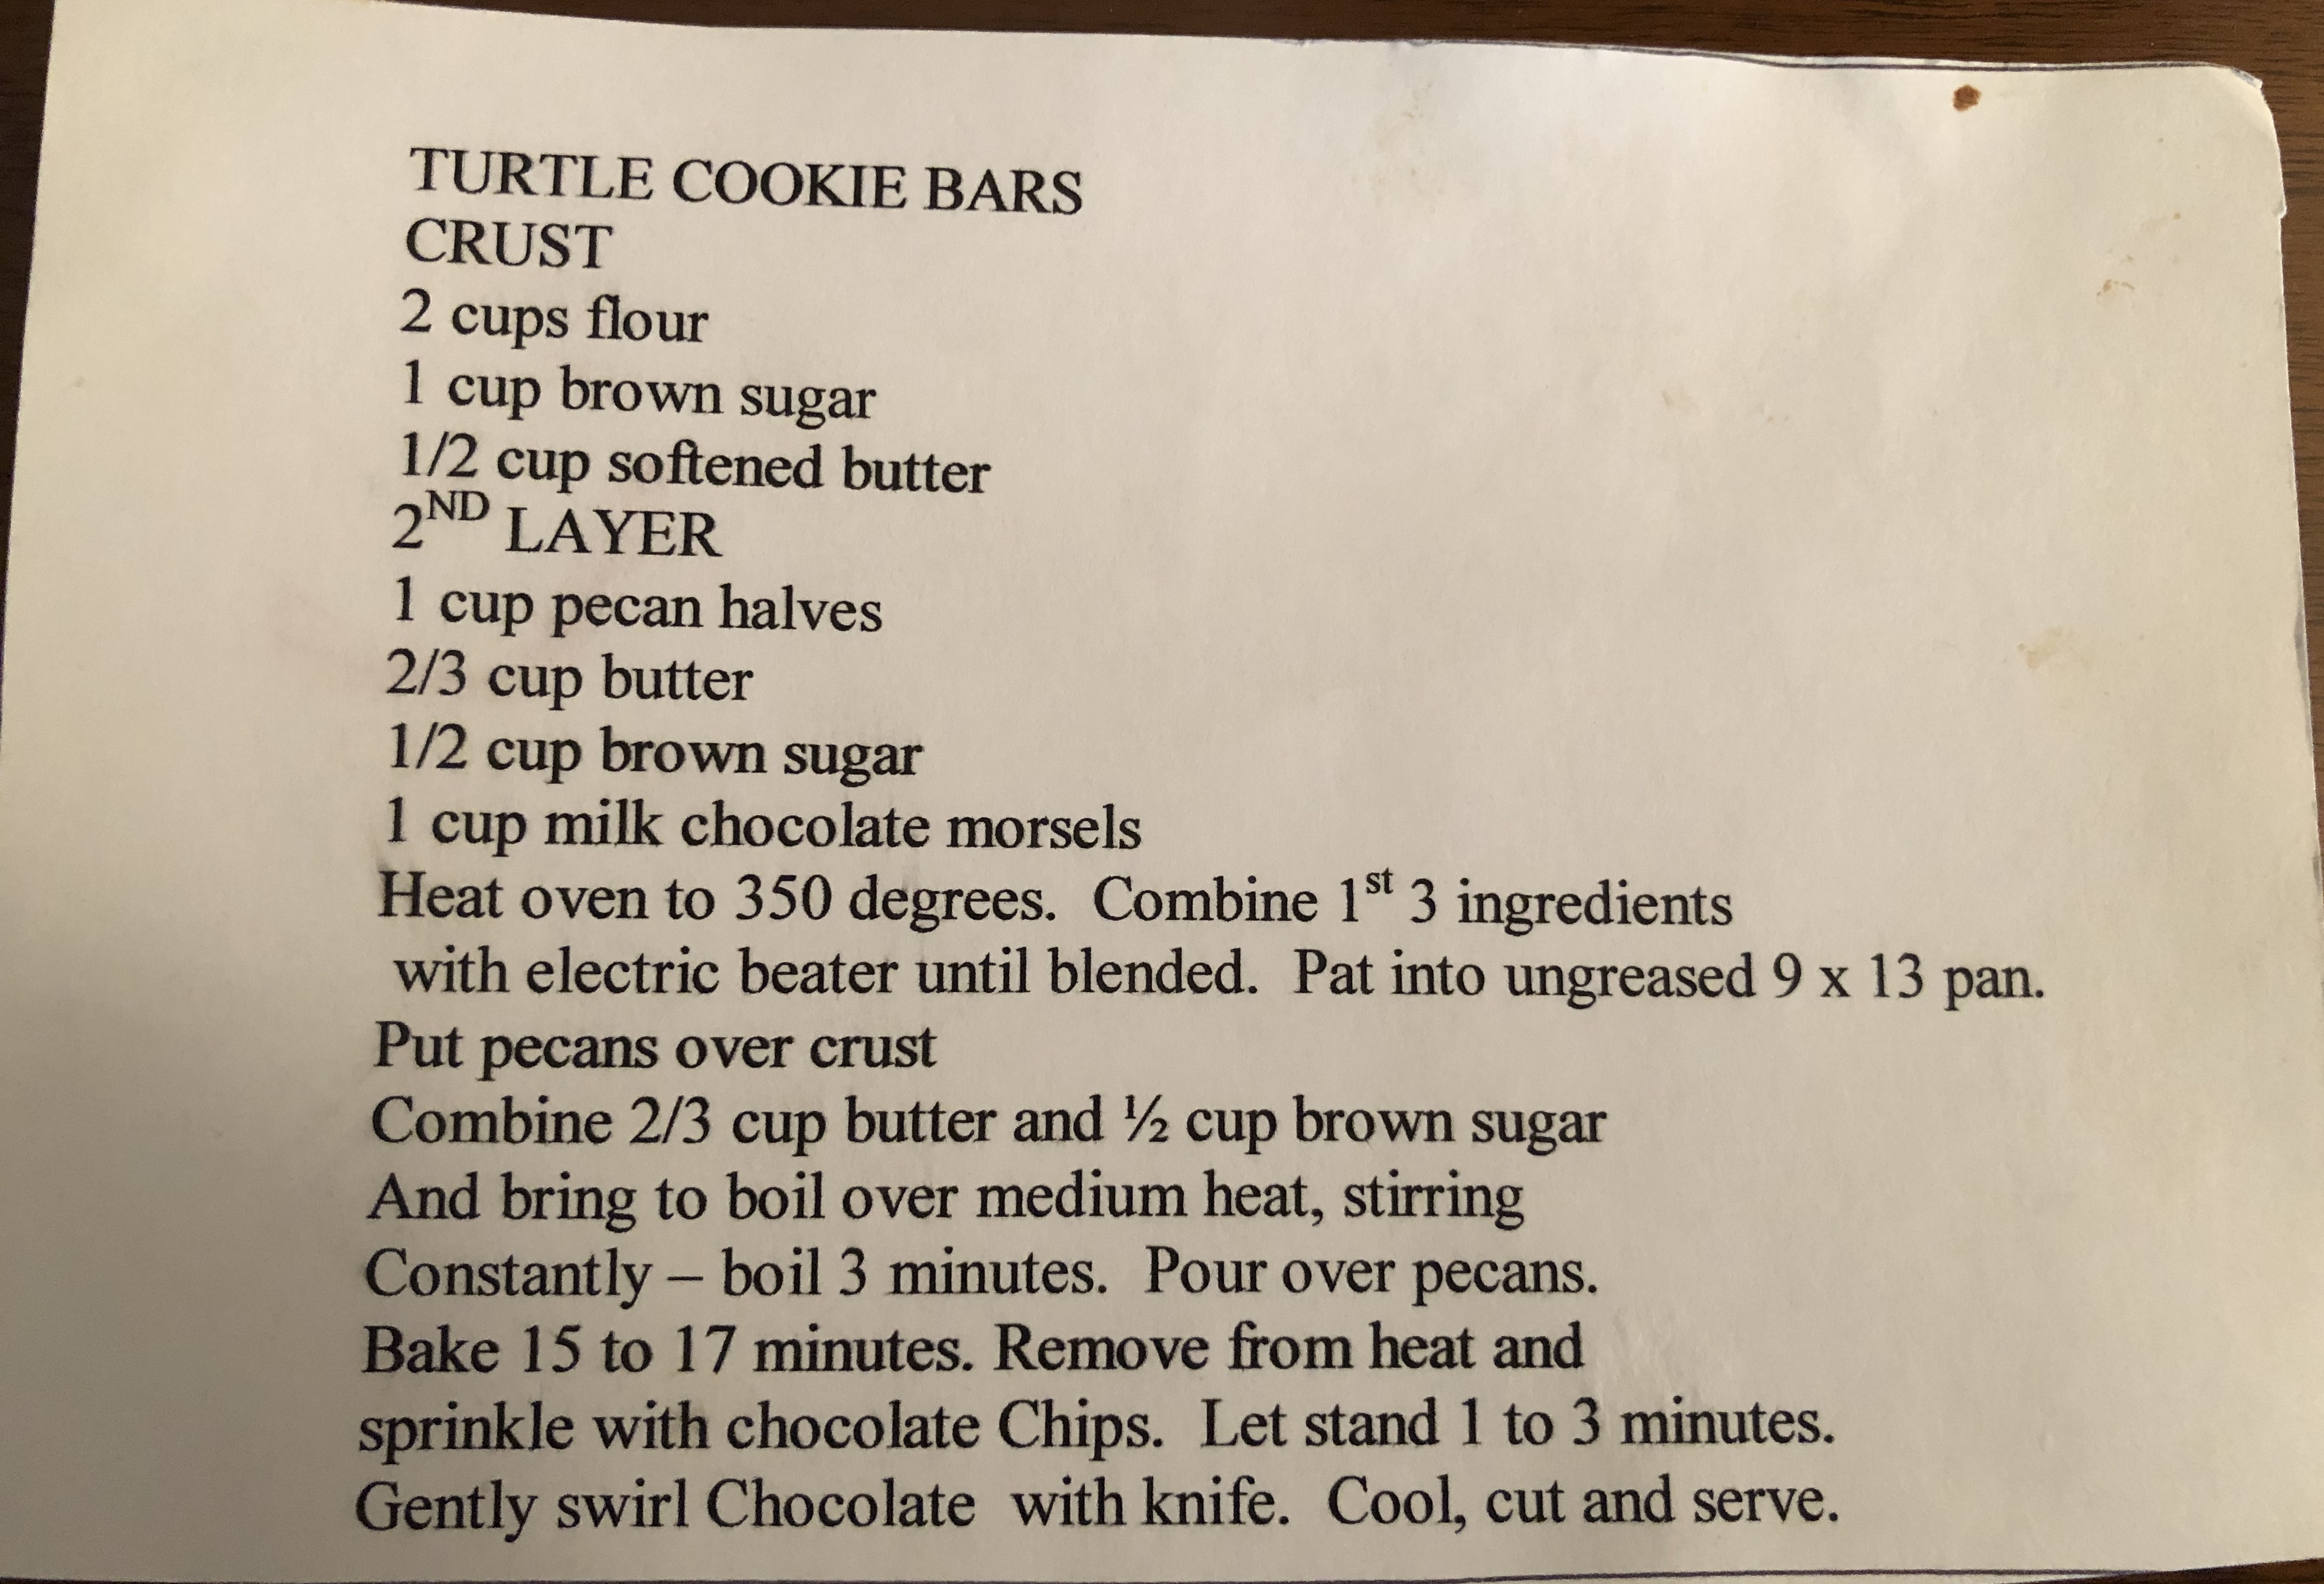 TURTLE COOKIE BARS
CRUST
2 cups flour
1 cup brown sugar
1/2 cup softened butter
2ND LAYER
1 cup pecan halves
2/3 cup butter
1/2 cup brown sugar
1 cup milk chocolate morsels
Heat oven to 350 degrees.  Combine 1st 3 ingredients
with electric beater until blended.  Pat into ungreased 9 x 13 pan.
Put pecans over crust
Combine 2/3 cup butter and ½ cup brown sugar
And bring to boil over medium heat, stirring
Constantly – boil 3 minutes.  Pour over pecans.
Bake 15 to 17 minutes. Remove from heat and
sprinkle with chocolate Chips.  Let stand 1 to 3 minutes.
Gently swirl Chocolate  with knife.  Cool, cut and serve.